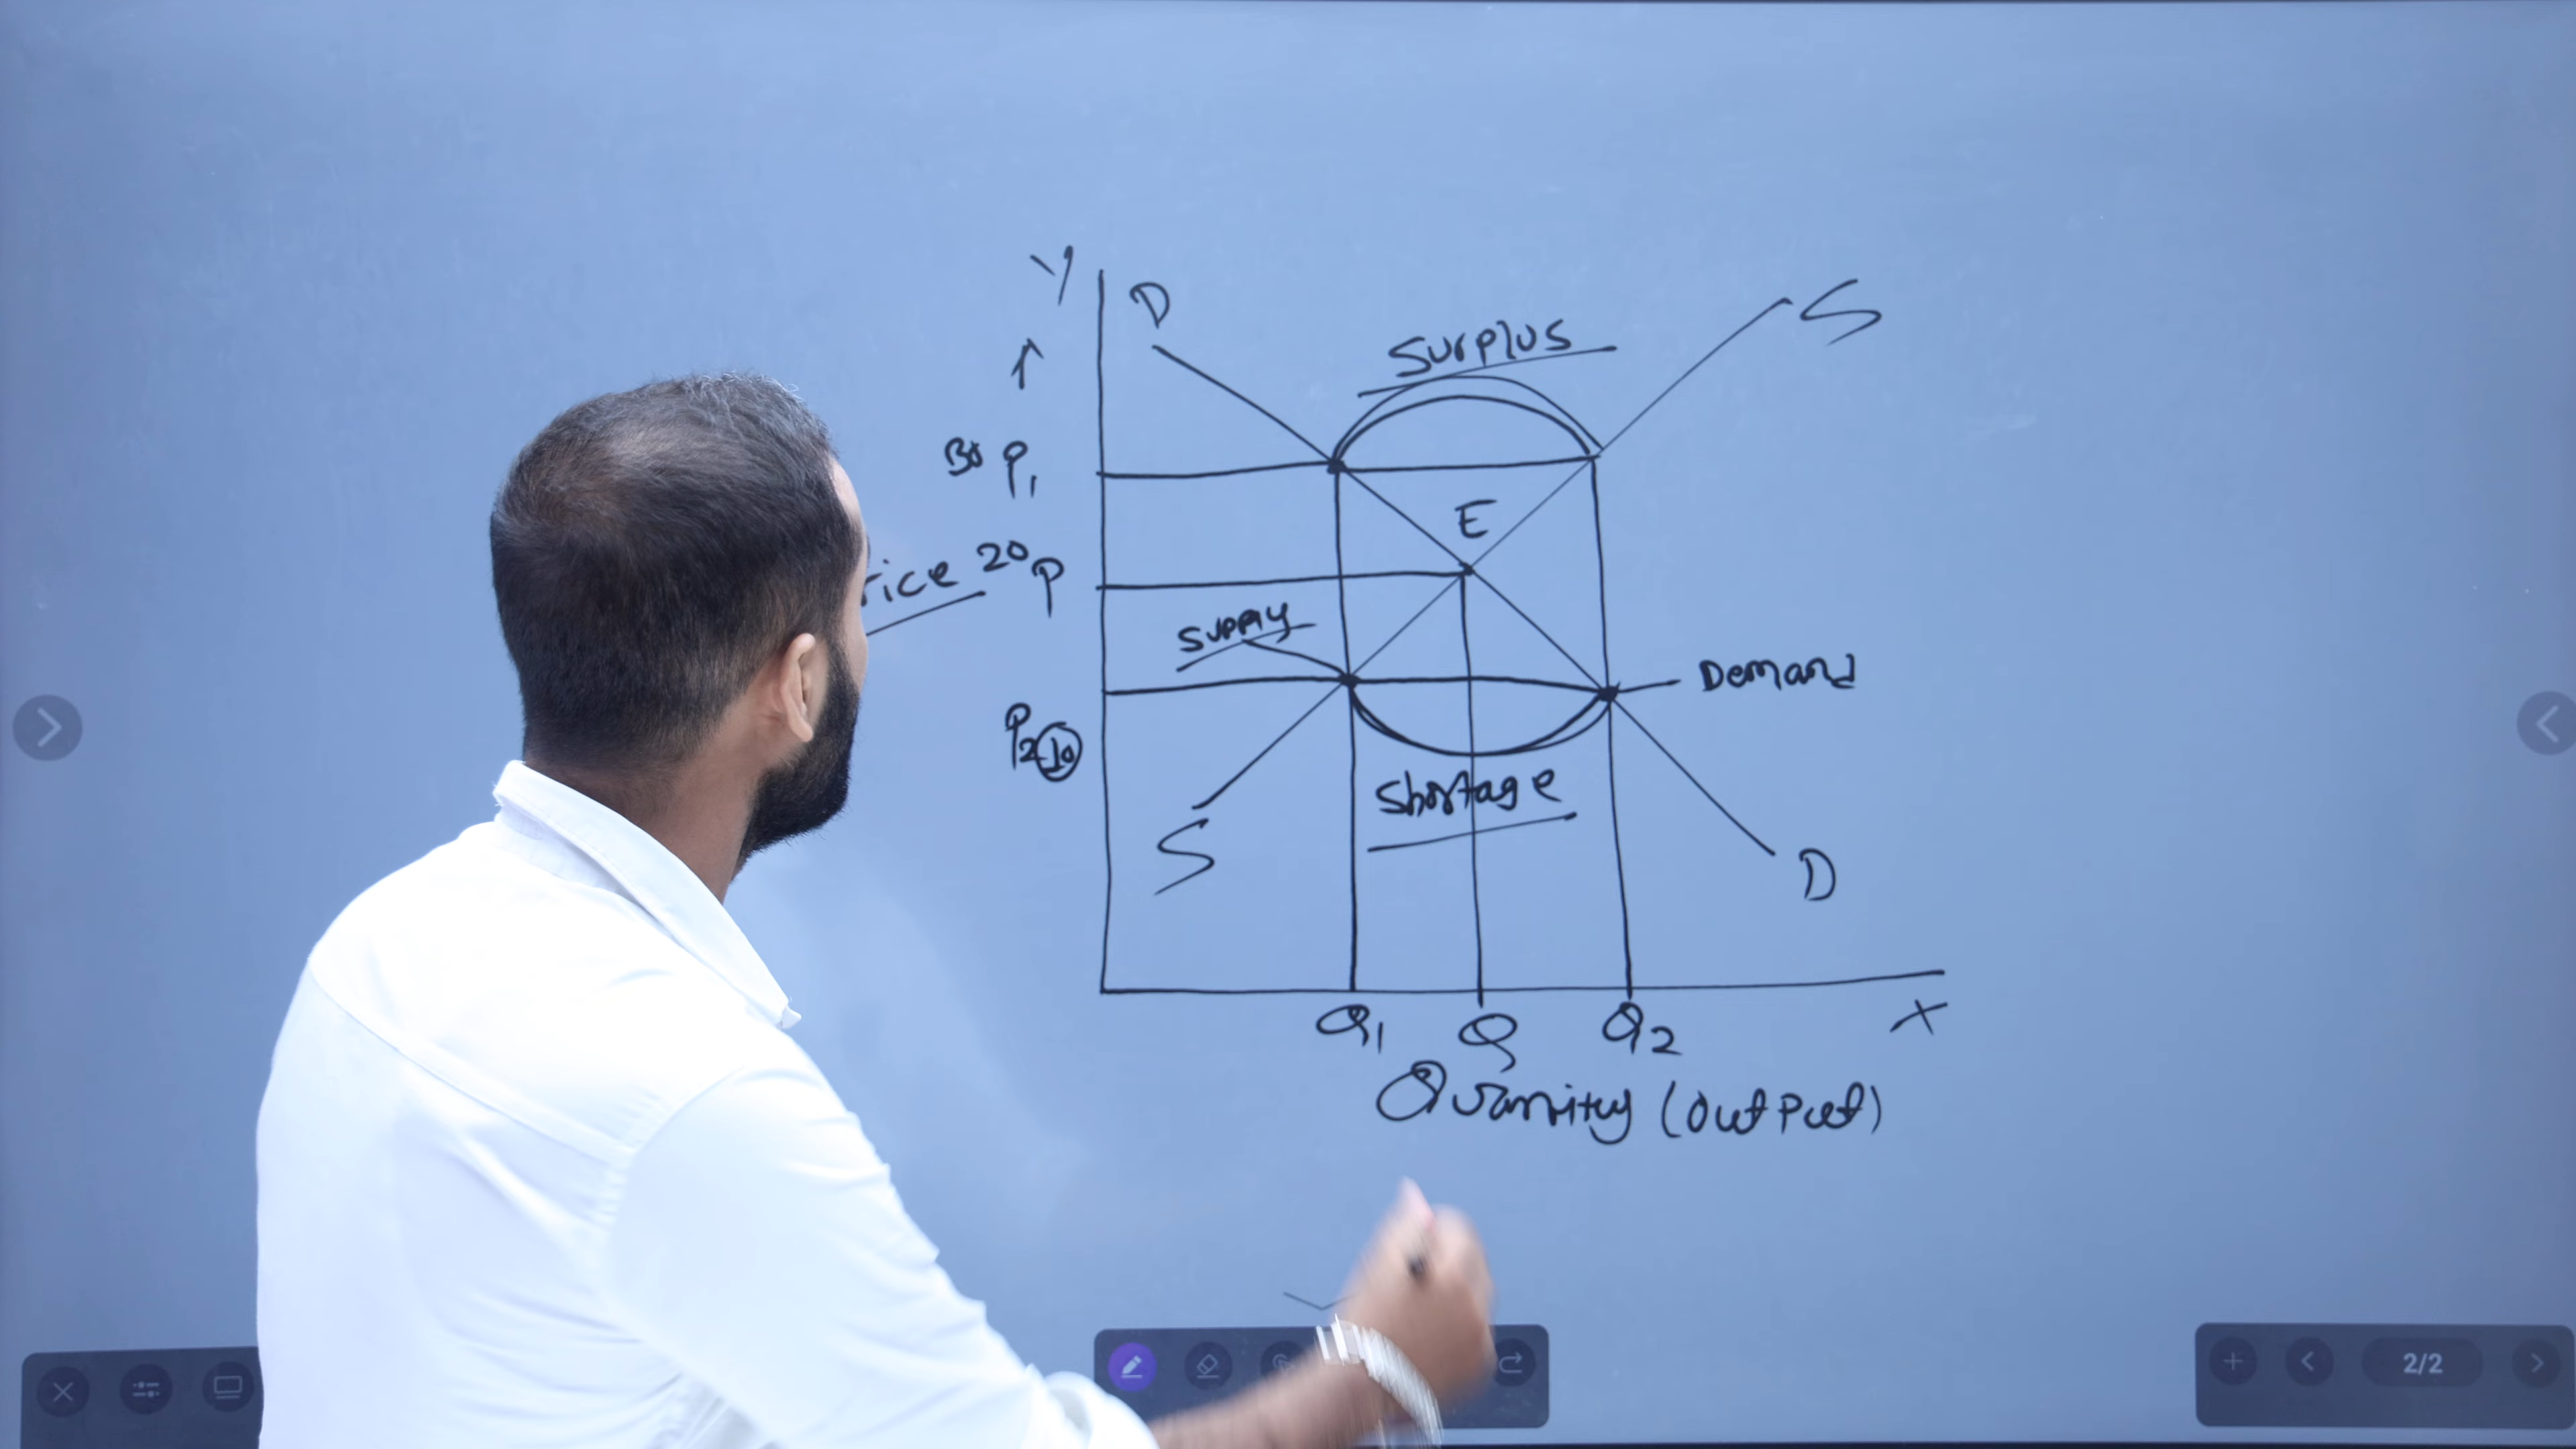 Y
D
S
Surplus
30 P1
E
rice 20 P
Supply
Demand
P2 10
Shortage
S
D
Q1 Q Q2 X
Quantity (output)
2/2